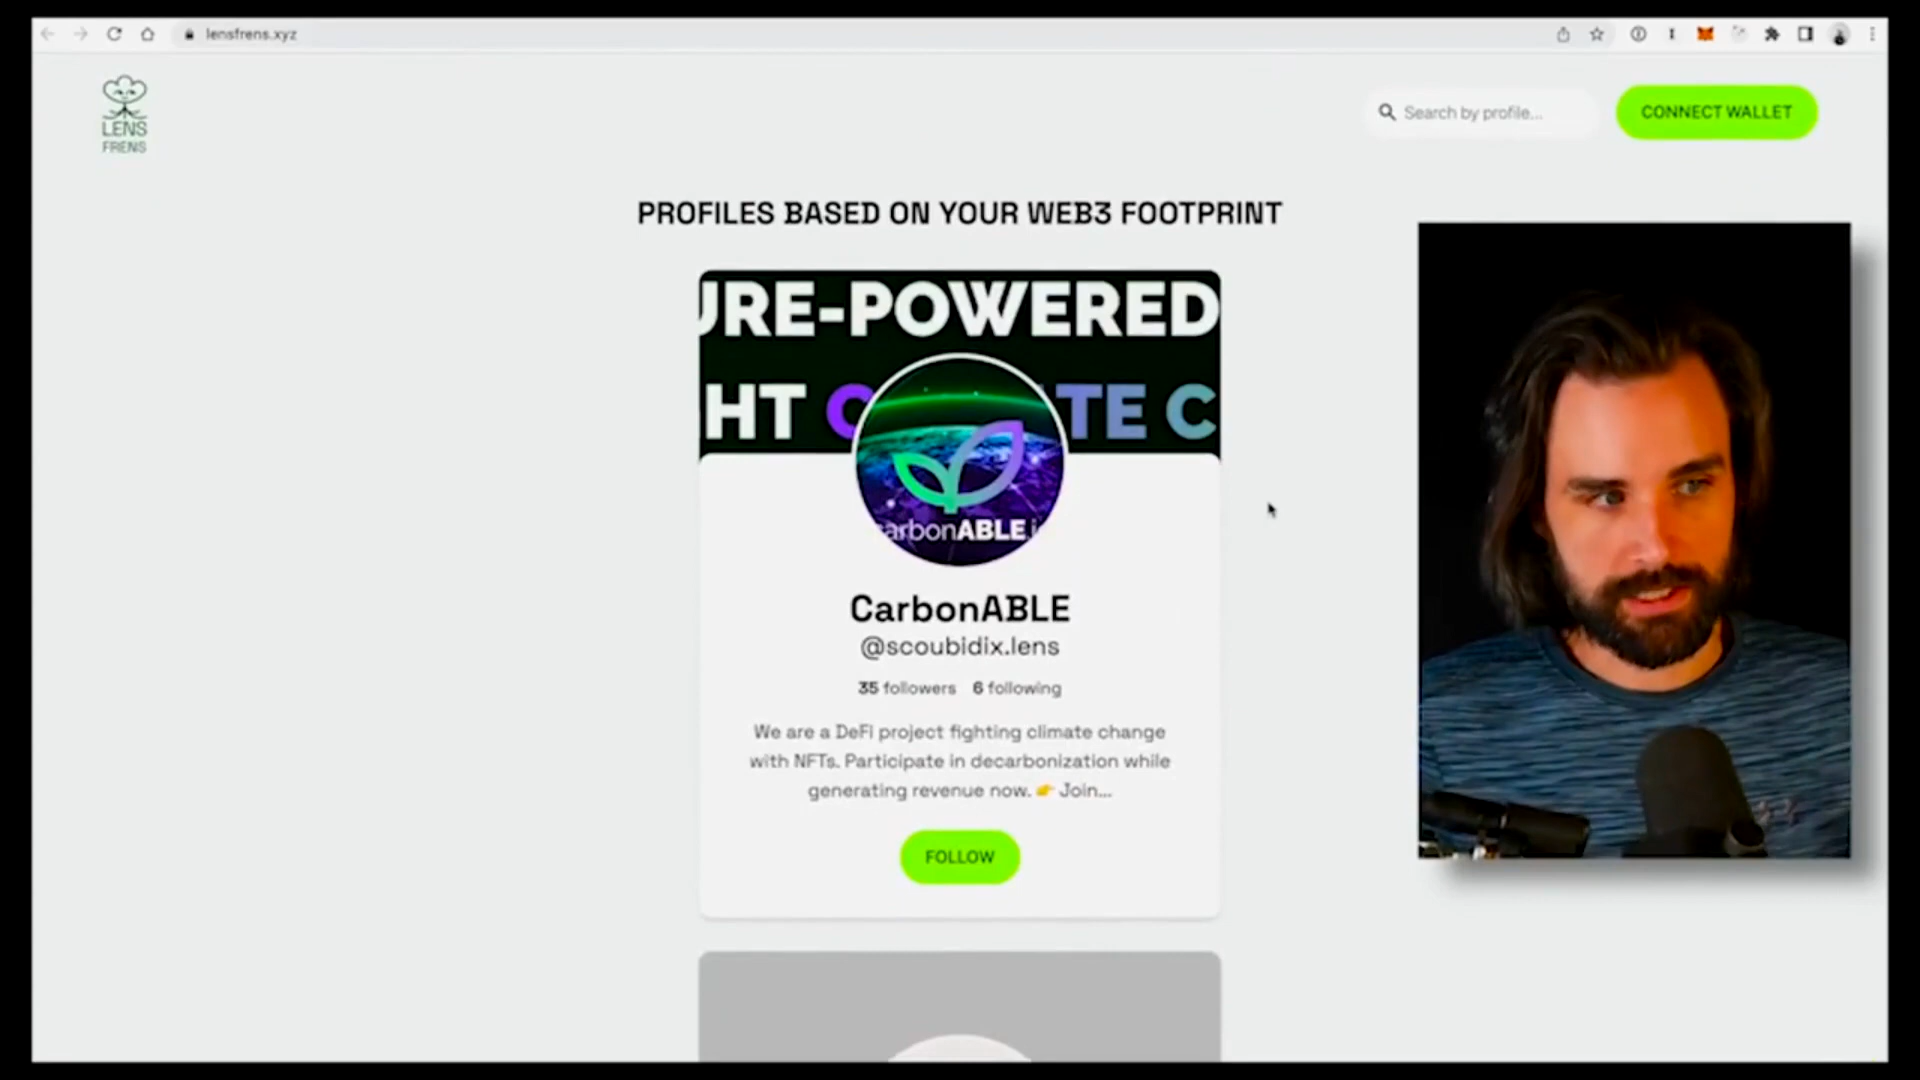 lensfrens.xyz
LENS
FRENS
Search by profile...
CONNECT WALLET
PROFILES BASED ON YOUR WEB3 FOOTPRINT
URE-POWERED
HT C TE C
arbonABLE.i
CarbonABLE
@scoubidix.lens
35 followers 6 following
We are a DeFi project fighting climate change
with NFTs. Participate in decarbonization while
generating revenue now. 👉 Join...
FOLLOW